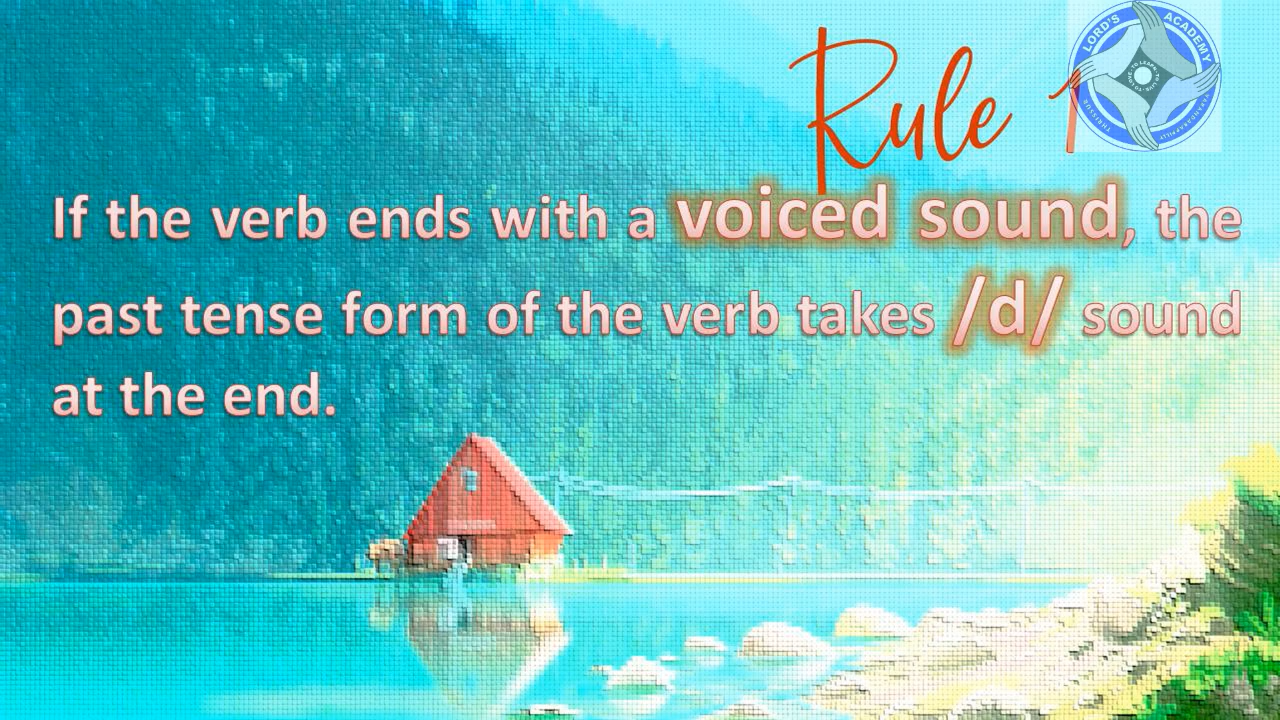 Rule 1
LORD'S ACADEMY
If the verb ends with a voiced sound, the
past tense form of the verb takes /d/ sound
at the end.